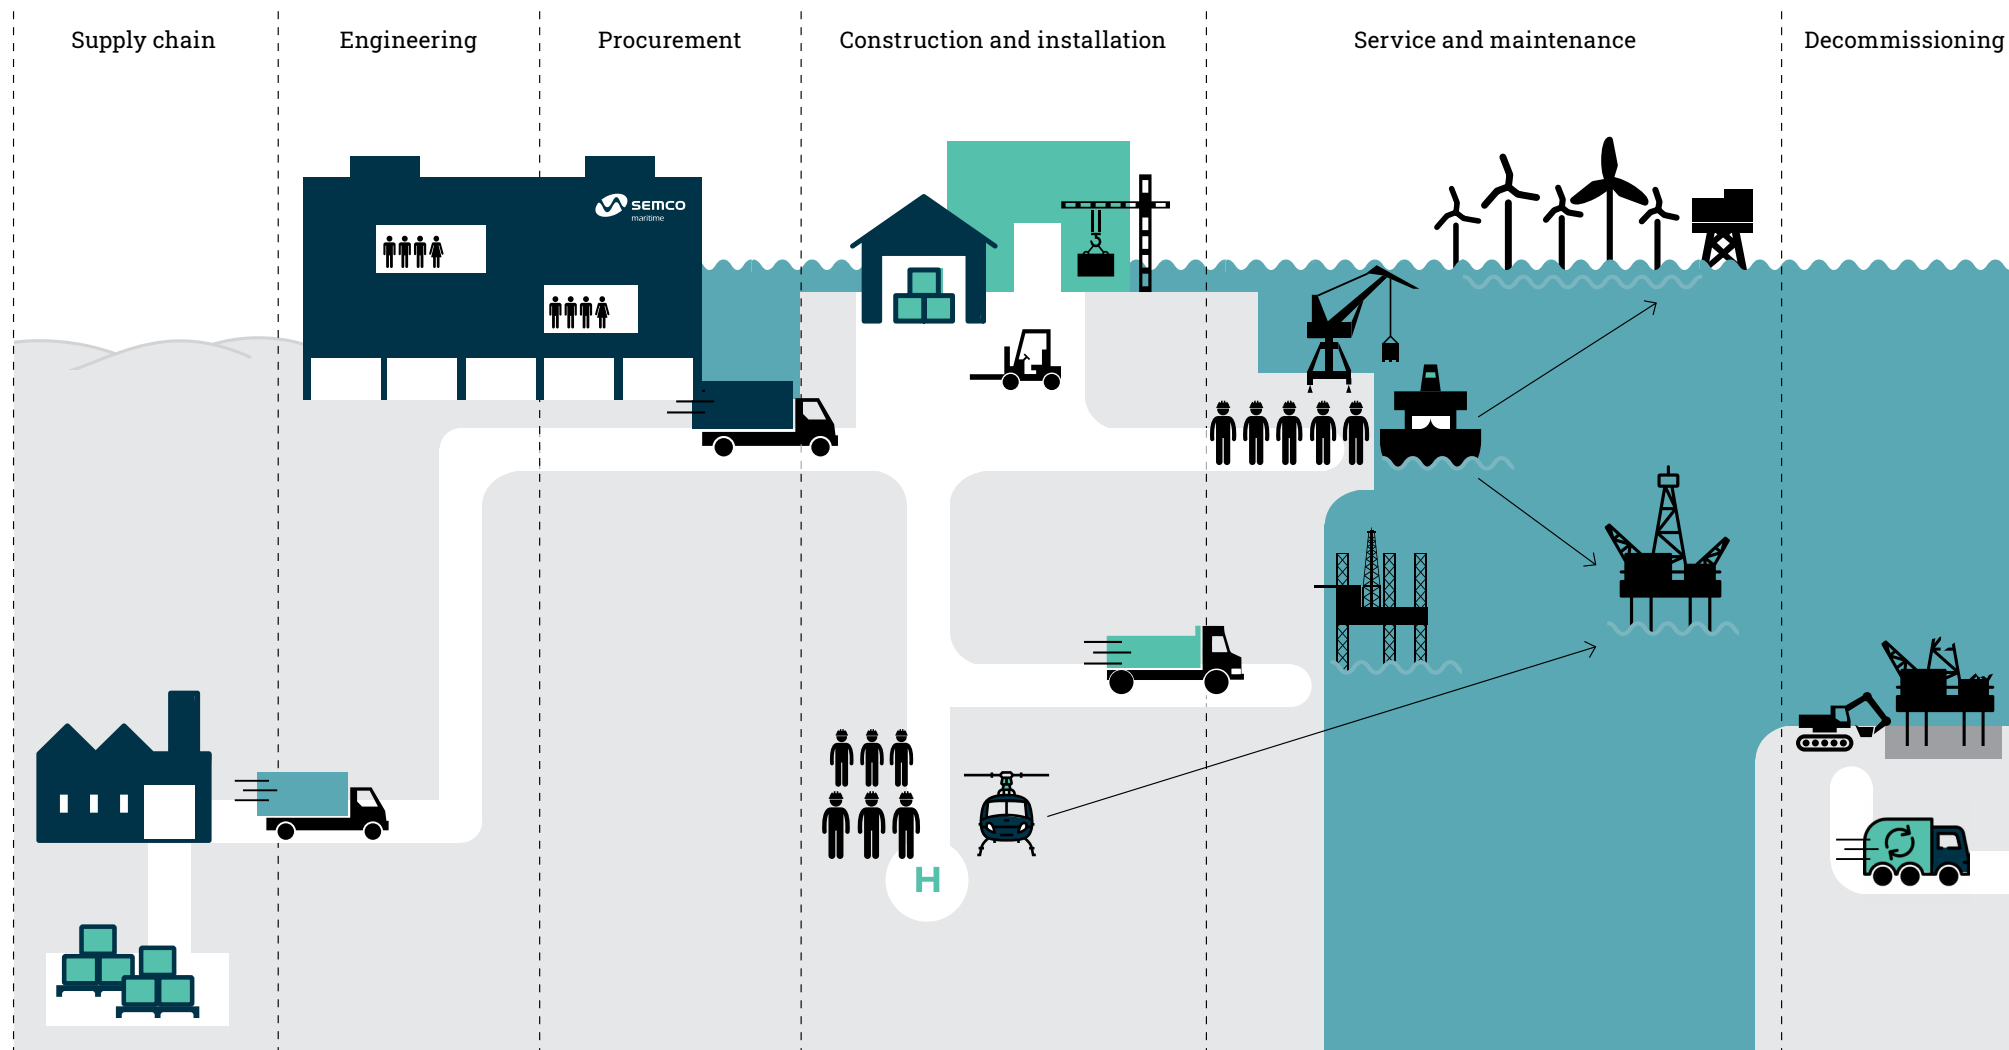 Supply chain
Engineering
Procurement
Construction and installation
Service and maintenance
Decommissioning
SEMCO
maritime
H